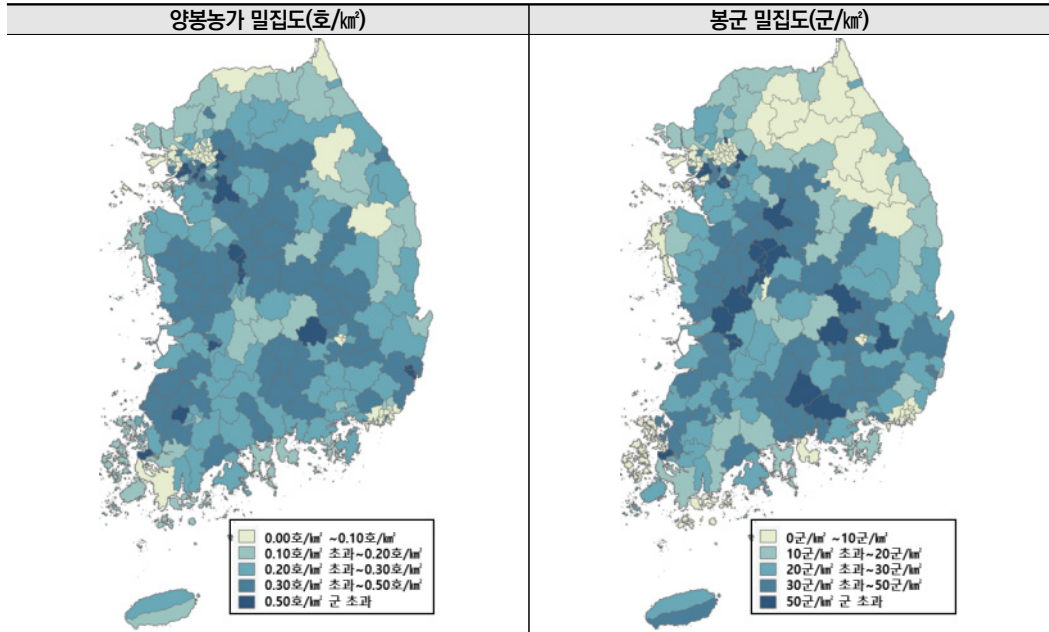 양봉농가 밀집도(호/㎢)
봉군 밀집도(군/㎢)
0.00호/㎢ ~0.10호/㎢
0.10호/㎢ 초과~0.20호/㎢
0.20호/㎢ 초과~0.30호/㎢
0.30호/㎢ 초과~0.50호/㎢
0.50호/㎢ 군 초과
0군/㎢ ~10군/㎢
10군/㎢ 초과~20군/㎢
20군/㎢ 초과~30군/㎢
30군/㎢ 초과~50군/㎢
50군/㎢ 군 초과